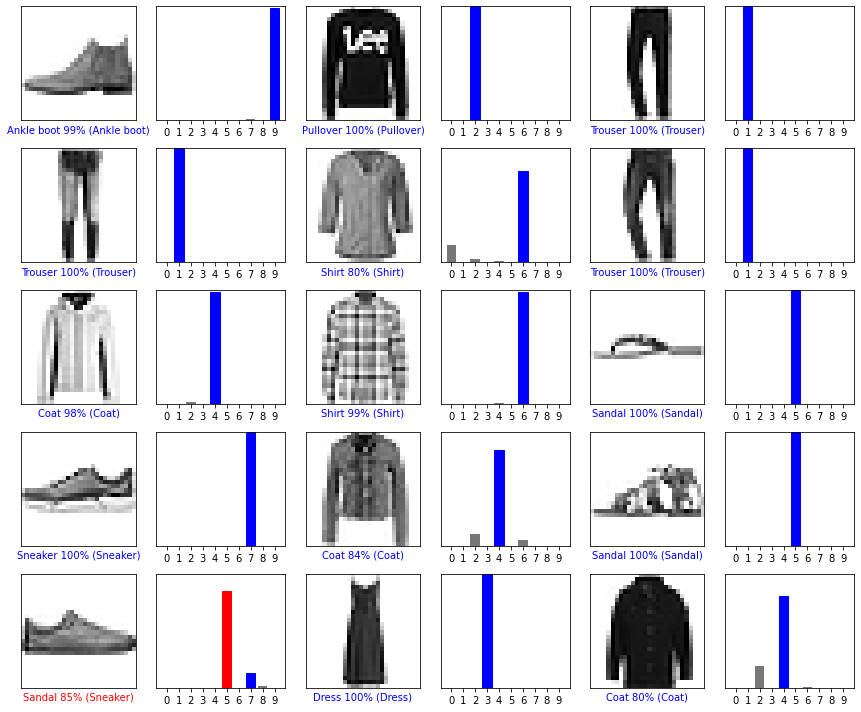 Lee
Ankle boot 99% (Ankle boot)
0 1 2 3 4 5 6 7 8 9
Pullover 100% (Pullover)
0 1 2 3 4 5 6 7 8 9
Trouser 100% (Trouser)
0 1 2 3 4 5 6 7 8 9
Trouser 100% (Trouser)
0 1 2 3 4 5 6 7 8 9
Shirt 80% (Shirt)
0 1 2 3 4 5 6 7 8 9
Trouser 100% (Trouser)
0 1 2 3 4 5 6 7 8 9
Coat 98% (Coat)
0 1 2 3 4 5 6 7 8 9
Shirt 99% (Shirt)
0 1 2 3 4 5 6 7 8 9
Sandal 100% (Sandal)
0 1 2 3 4 5 6 7 8 9
Sneaker 100% (Sneaker)
0 1 2 3 4 5 6 7 8 9
Coat 84% (Coat)
0 1 2 3 4 5 6 7 8 9
Sandal 100% (Sandal)
0 1 2 3 4 5 6 7 8 9
Sandal 85% (Sneaker)
0 1 2 3 4 5 6 7 8 9
Dress 100% (Dress)
0 1 2 3 4 5 6 7 8 9
Coat 80% (Coat)
0 1 2 3 4 5 6 7 8 9